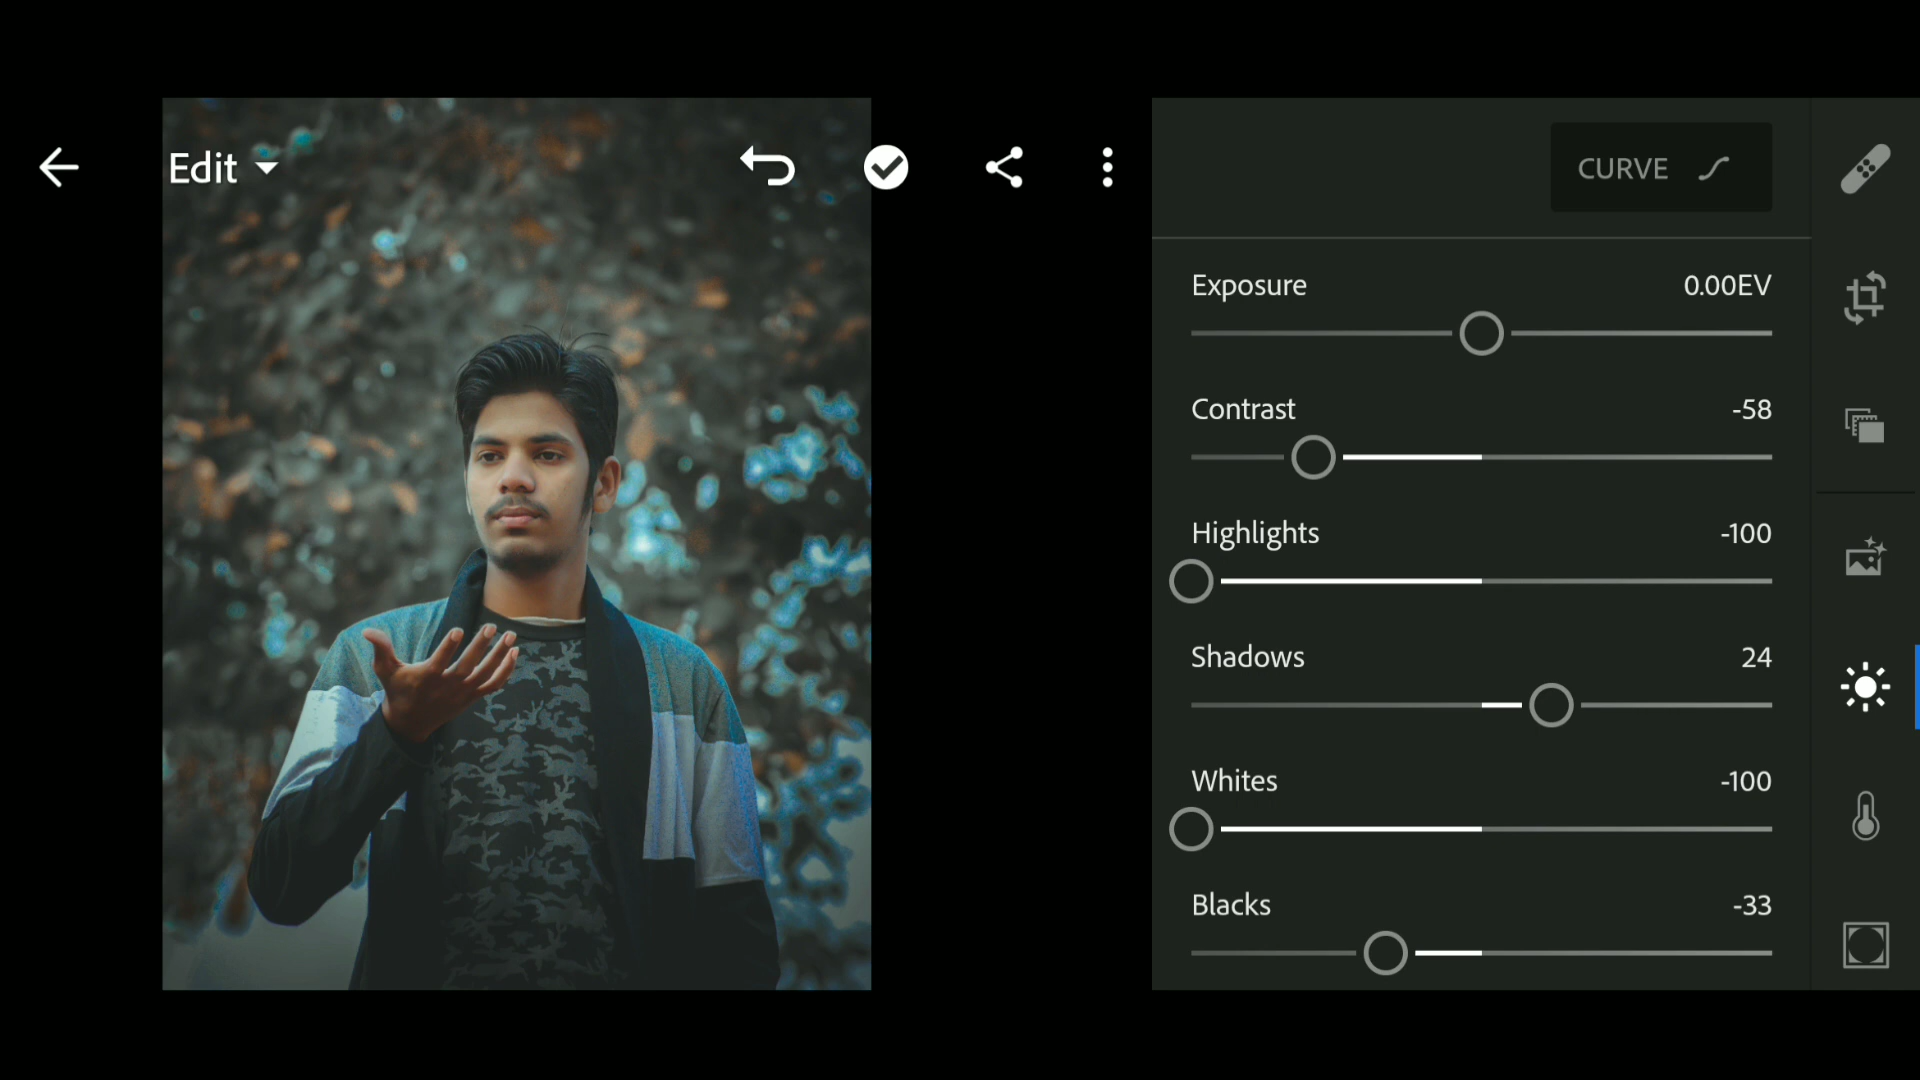 Edit
CURVE
Exposure 0.00EV
Contrast -58
Highlights -100
Shadows 24
Whites -100
Blacks -33